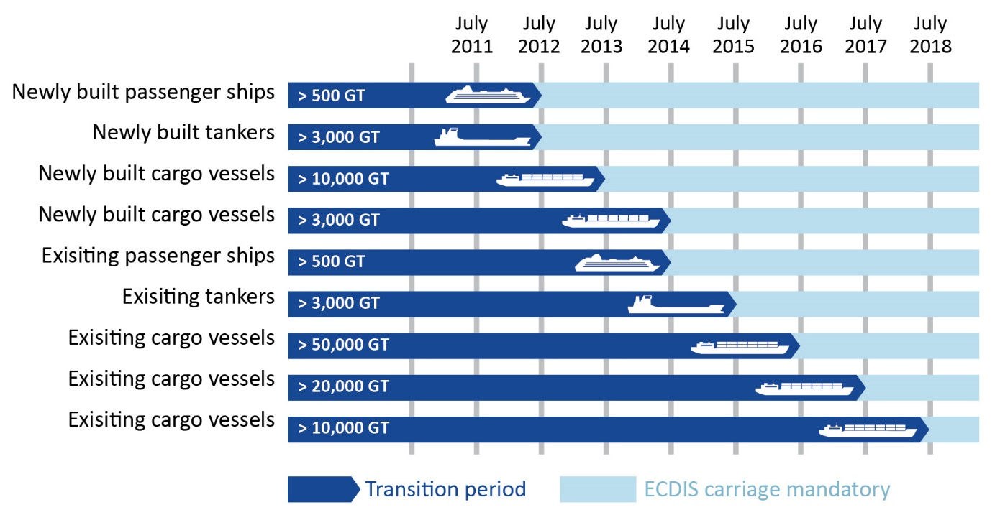 July July July July July July July July
2011 2012 2013 2014 2015 2016 2017 2018
Newly built passenger ships > 500 GT
Newly built tankers > 3,000 GT
Newly built cargo vessels > 10,000 GT
Newly built cargo vessels > 3,000 GT
Exisiting passenger ships > 500 GT
Exisiting tankers > 3,000 GT
Exisiting cargo vessels > 50,000 GT
Exisiting cargo vessels > 20,000 GT
Exisiting cargo vessels > 10,000 GT
Transition period ECDIS carriage mandatory